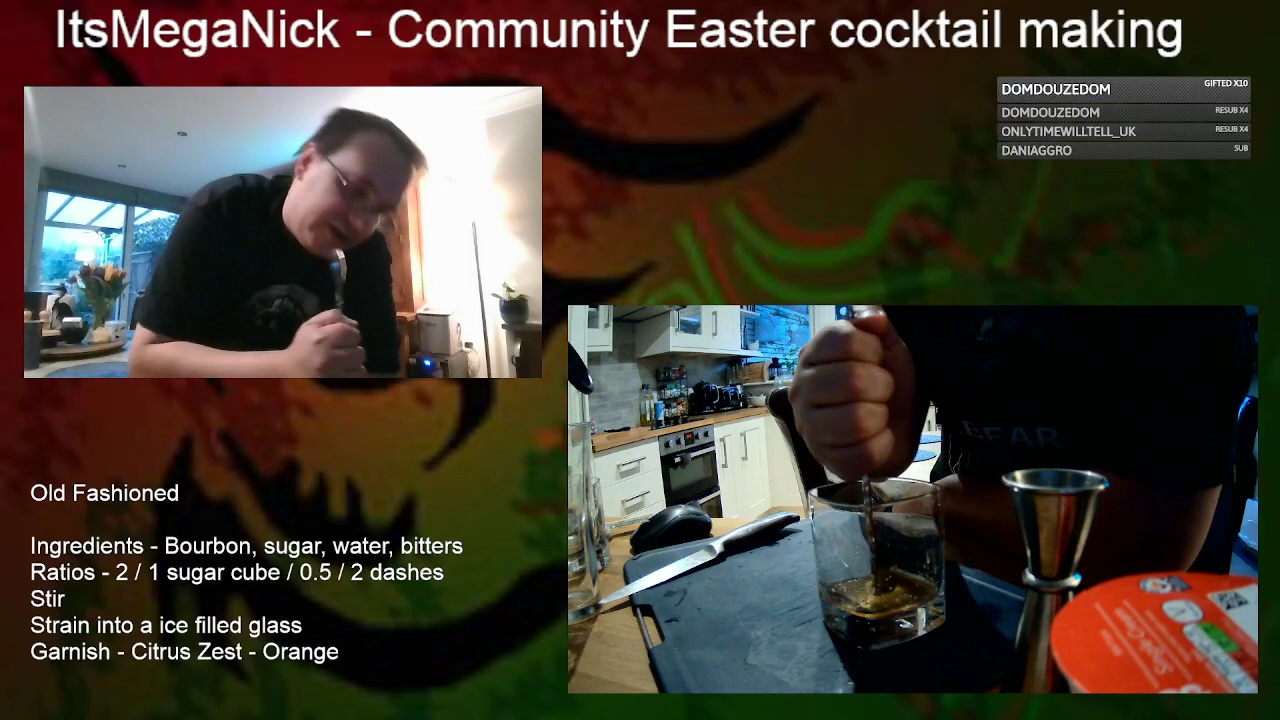 ItsMegaNick - Community Easter cocktail making
DOMDOUZEDOM GIFTED X10
DOMDOUZEDOM RESUB X4
ONLYTIMEWILLTELL_UK RESUB X4
DANIAGGRO SUB
Old Fashioned
Ingredients - Bourbon, sugar, water, bitters
Ratios - 2 / 1 sugar cube / 0.5 / 2 dashes
Stir
Strain into a ice filled glass
Garnish - Citrus Zest - Orange